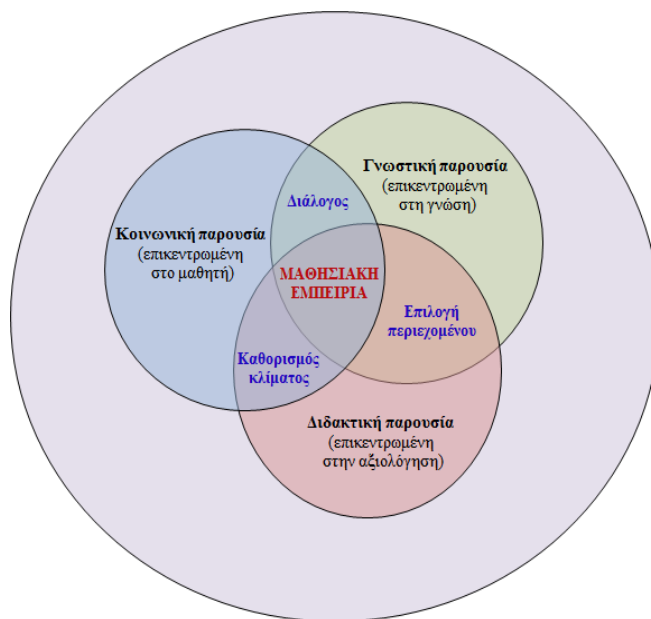 Γνωστική παρουσία
(επικεντρωμένη
στη γνώση)
Διάλογος
Κοινωνική παρουσία
(επικεντρωμένη
στο μαθητή)
ΜΑΘΗΣΙΑΚΗ
ΕΜΠΕΙΡΙΑ
Επιλογή
περιεχομένου
Καθορισμός
κλίματος
Διδακτική παρουσία
(επικεντρωμένη
στην αξιολόγηση)